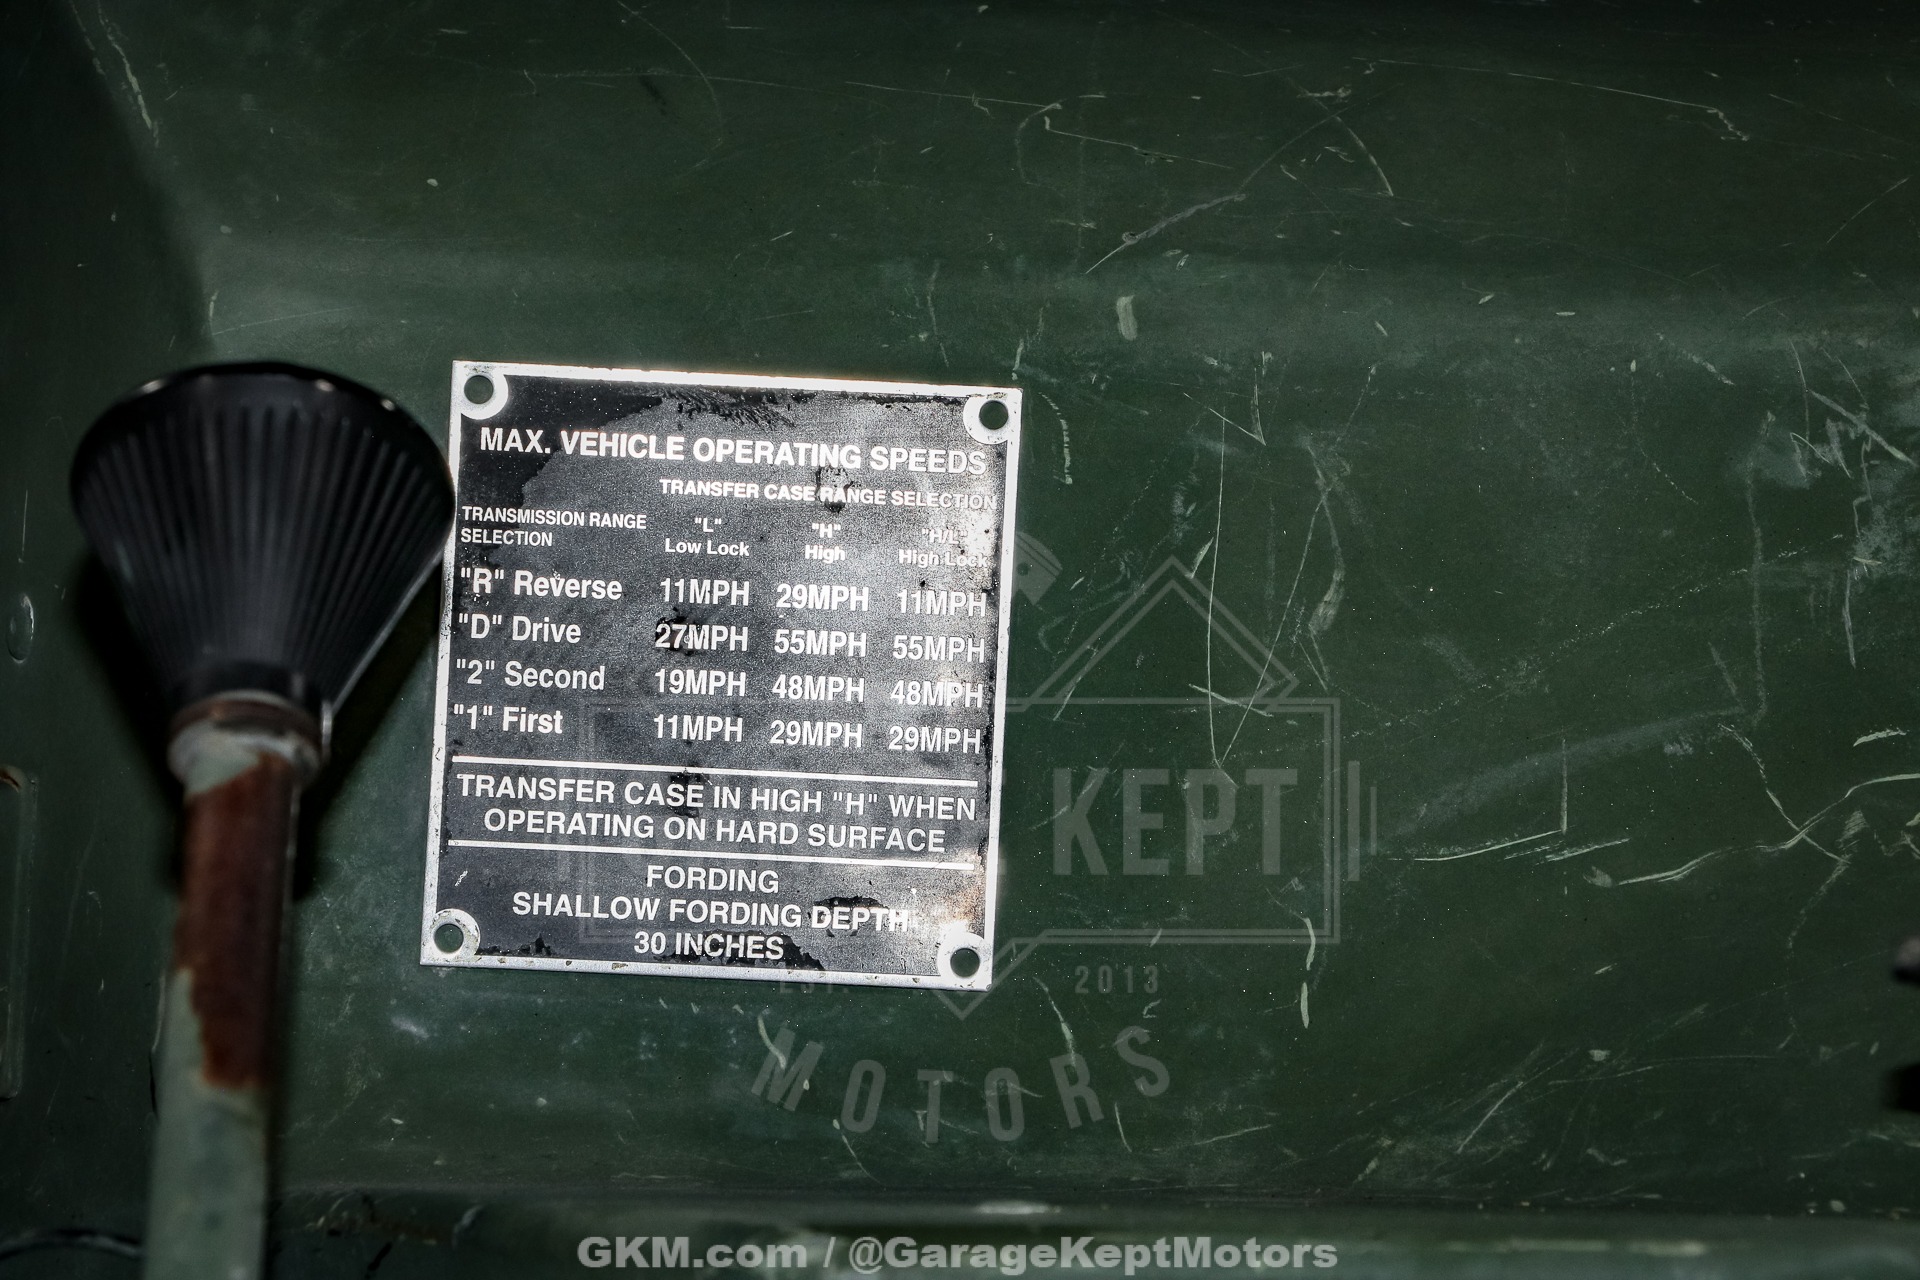 MAX. VEHICLE OPERATING SPEEDS
TRANSFER CASE RANGE SELECTION
TRANSMISSION RANGE SELECTION "L" Low Lock "H" High "H/L" High Lock
"R" Reverse 11MPH 29MPH 11MPH
"D" Drive 27MPH 55MPH 55MPH
"2" Second 19MPH 48MPH 48MPH
"1" First 11MPH 29MPH 29MPH
TRANSFER CASE IN HIGH "H" WHEN
OPERATING ON HARD SURFACE
FORDING
SHALLOW FORDING DEPTH
30 INCHES
KEPT
2013
MOTORS
GKM.com / @GarageKeptMotors